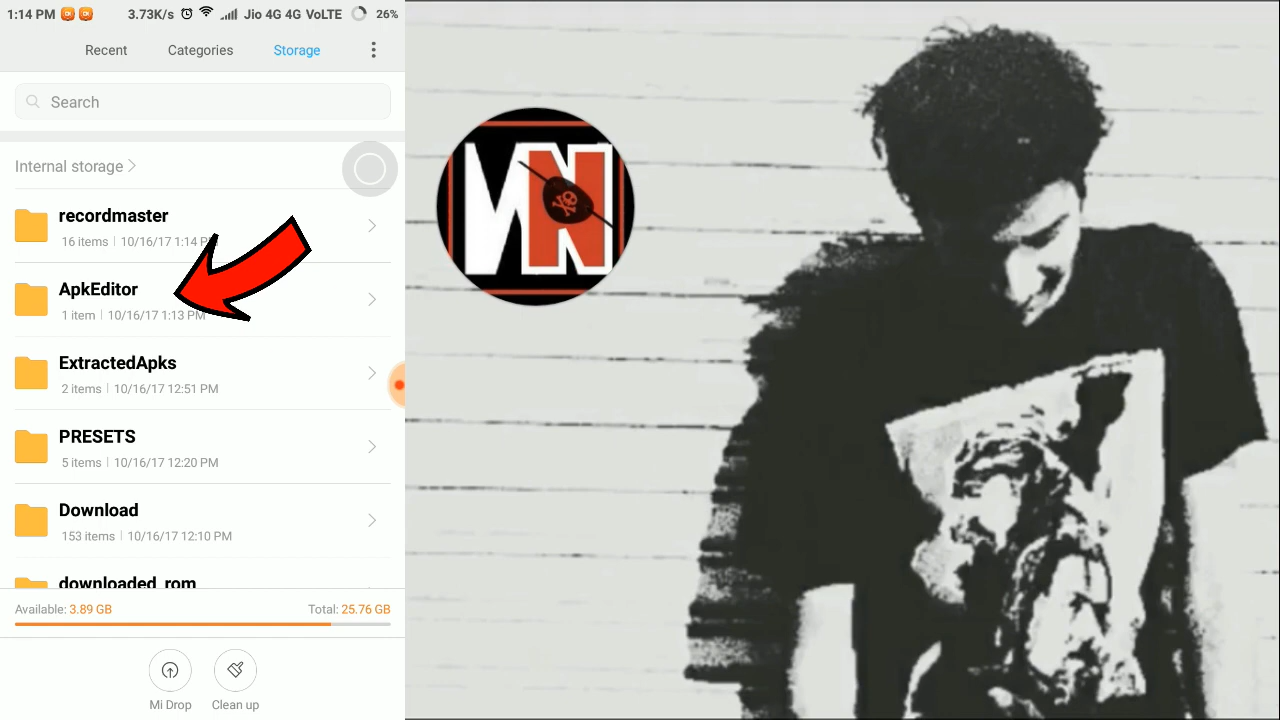 1:14 PM 3.73K/s Jio 4G 4G VoLTE 26%
Recent Categories Storage
Search
Internal storage
recordmaster
16 items | 10/16/17 1:14 P
ApkEditor
1 item | 10/16/17 1:13 PM
ExtractedApks
2 items | 10/16/17 12:51 PM
PRESETS
5 items | 10/16/17 12:20 PM
Download
153 items | 10/16/17 12:10 PM
downloaded_rom
Available: 3.89 GB Total: 25.76 GB
Mi Drop Clean up
VN